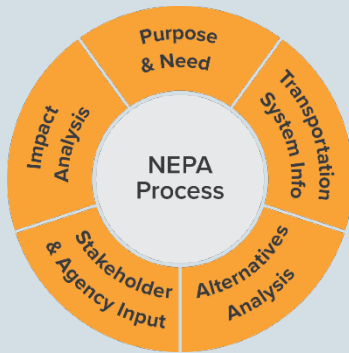 Purpose
& Need
Transportation
System Info
Alternatives
Analysis
Stakeholder
& Agency Input
Impact
Analysis
NEPA
Process